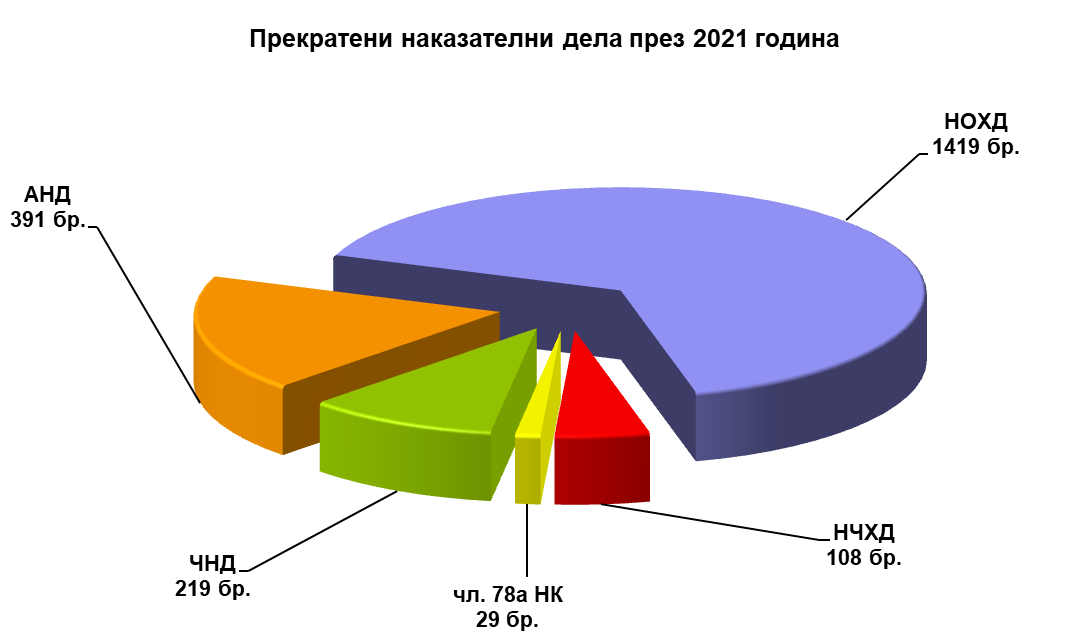 Прекратени наказателни дела през 2021 година
НОХД
1419 бр.
АНД
391 бр.
НЧХД
108 бр.
ЧНД
219 бр.
чл. 78а НК
29 бр.